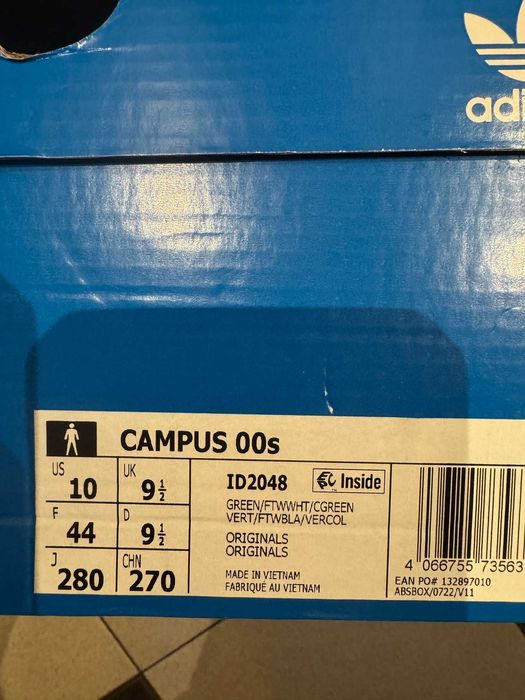 adi
CAMPUS 00s
US 10 UK 9½
F 44 D 9½
J 280 CHN 270
ID2048
Inside
GREEN/FTWWHT/CGREEN
VERT/FTWBLA/VERCOL
ORIGINALS
ORIGINALS
MADE IN VIETNAM
FABRIQUÉ AU VIETNAM
4 066755 73563
EAN PO# 132897010
ABSBOX/0722/V11